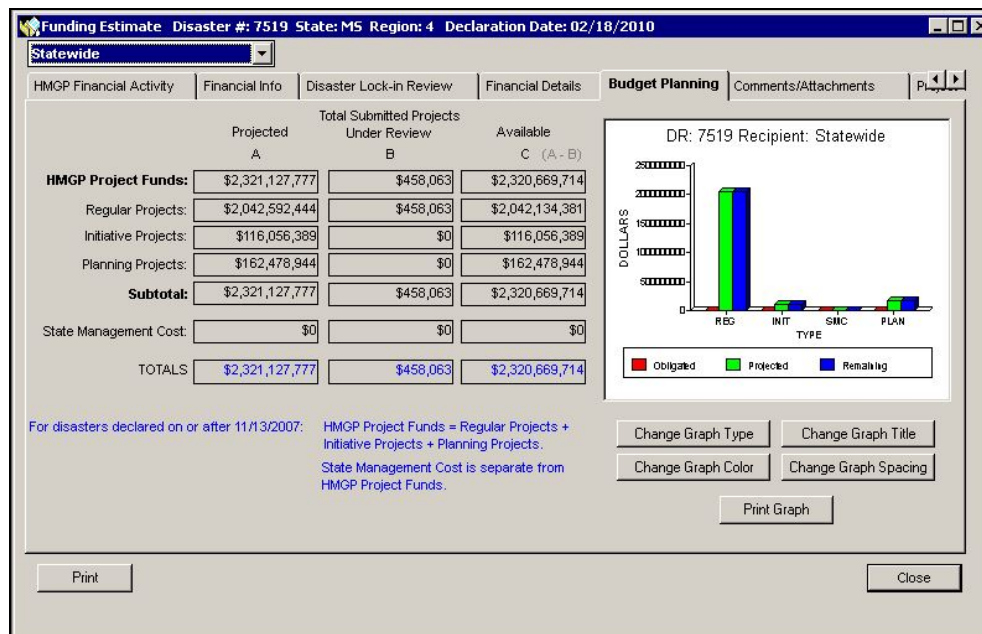 Funding Estimate Disaster #: 7519 State: MS Region: 4 Declaration Date: 02/18/2010
Statewide
HMGP Financial Activity Financial Info Disaster Lock-in Review Financial Details Budget Planning Comments/Attachments
Total Submitted Projects
Projected Under Review Available
A B C (A - B)
HMGP Project Funds: $2,321,127,777 $458,063 $2,320,669,714
Regular Projects: $2,042,592,444 $458,063 $2,042,134,381
Initiative Projects: $116,056,389 $0 $116,056,389
Planning Projects: $162,478,944 $0 $162,478,944
Subtotal: $2,321,127,777 $458,063 $2,320,669,714
State Management Cost: $0 $0 $0
TOTALS $2,321,127,777 $458,063 $2,320,669,714
DR: 7519 Recipient: Statewide
DOLLARS
0
REG INIT SMC PLAN
TYPE
Obligated Projected Remaining
For disasters declared on or after 11/13/2007: HMGP Project Funds = Regular Projects +
Initiative Projects + Planning Projects.
State Management Cost is separate from
HMGP Project Funds.
Change Graph Type Change Graph Title
Change Graph Color Change Graph Spacing
Print Graph
Print Close